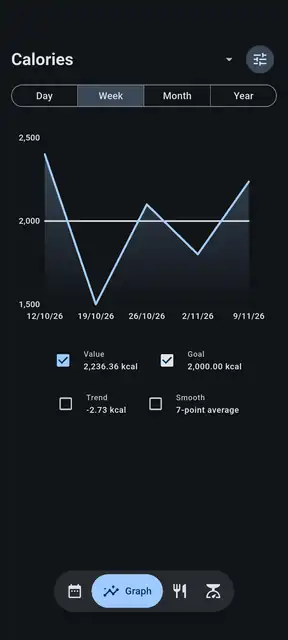 Calories
Day Week Month Year
2,500
2,000
1,500
12/10/26 19/10/26 26/10/26 2/11/26 9/11/26
Value
2,236.36 kcal
Goal
2,000.00 kcal
Trend
-2.73 kcal
Smooth
7-point average
Graph